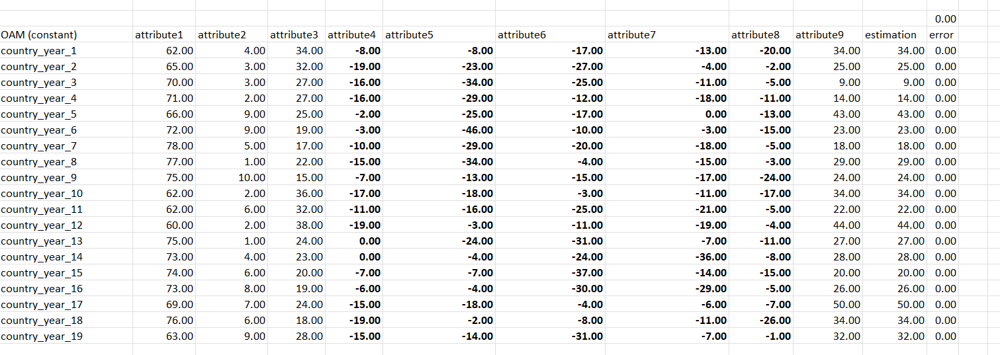 0.00
OAM (constant) attribute1 attribute2 attribute3 attribute4 attribute5 attribute6 attribute7 attribute8 attribute9 estimation error
country_year_1 62.00 4.00 34.00 -8.00 -8.00 -17.00 -13.00 -20.00 34.00 34.00 0.00
country_year_2 65.00 3.00 32.00 -19.00 -23.00 -27.00 -4.00 -2.00 25.00 25.00 0.00
country_year_3 70.00 3.00 27.00 -16.00 -34.00 -25.00 -11.00 -5.00 9.00 9.00 0.00
country_year_4 71.00 2.00 27.00 -16.00 -29.00 -12.00 -18.00 -11.00 14.00 14.00 0.00
country_year_5 66.00 9.00 25.00 -2.00 -25.00 -17.00 0.00 -13.00 43.00 43.00 0.00
country_year_6 72.00 9.00 19.00 -3.00 -46.00 -10.00 -3.00 -15.00 23.00 23.00 0.00
country_year_7 78.00 5.00 17.00 -10.00 -29.00 -20.00 -18.00 -5.00 18.00 18.00 0.00
country_year_8 77.00 1.00 22.00 -15.00 -34.00 -4.00 -15.00 -3.00 29.00 29.00 0.00
country_year_9 75.00 10.00 15.00 -7.00 -13.00 -15.00 -17.00 -24.00 24.00 24.00 0.00
country_year_10 62.00 2.00 36.00 -17.00 -18.00 -3.00 -11.00 -17.00 34.00 34.00 0.00
country_year_11 62.00 6.00 32.00 -11.00 -16.00 -25.00 -21.00 -5.00 22.00 22.00 0.00
country_year_12 60.00 2.00 38.00 -19.00 -3.00 -11.00 -19.00 -4.00 44.00 44.00 0.00
country_year_13 75.00 1.00 24.00 0.00 -24.00 -31.00 -7.00 -11.00 27.00 27.00 0.00
country_year_14 73.00 4.00 23.00 0.00 -4.00 -24.00 -36.00 -8.00 28.00 28.00 0.00
country_year_15 74.00 6.00 20.00 -7.00 -7.00 -37.00 -14.00 -15.00 20.00 20.00 0.00
country_year_16 73.00 8.00 19.00 -6.00 -4.00 -30.00 -29.00 -5.00 26.00 26.00 0.00
country_year_17 69.00 7.00 24.00 -15.00 -18.00 -4.00 -6.00 -7.00 50.00 50.00 0.00
country_year_18 76.00 6.00 18.00 -19.00 -2.00 -8.00 -11.00 -26.00 34.00 34.00 0.00
country_year_19 63.00 9.00 28.00 -15.00 -14.00 -31.00 -7.00 -1.00 32.00 32.00 0.00